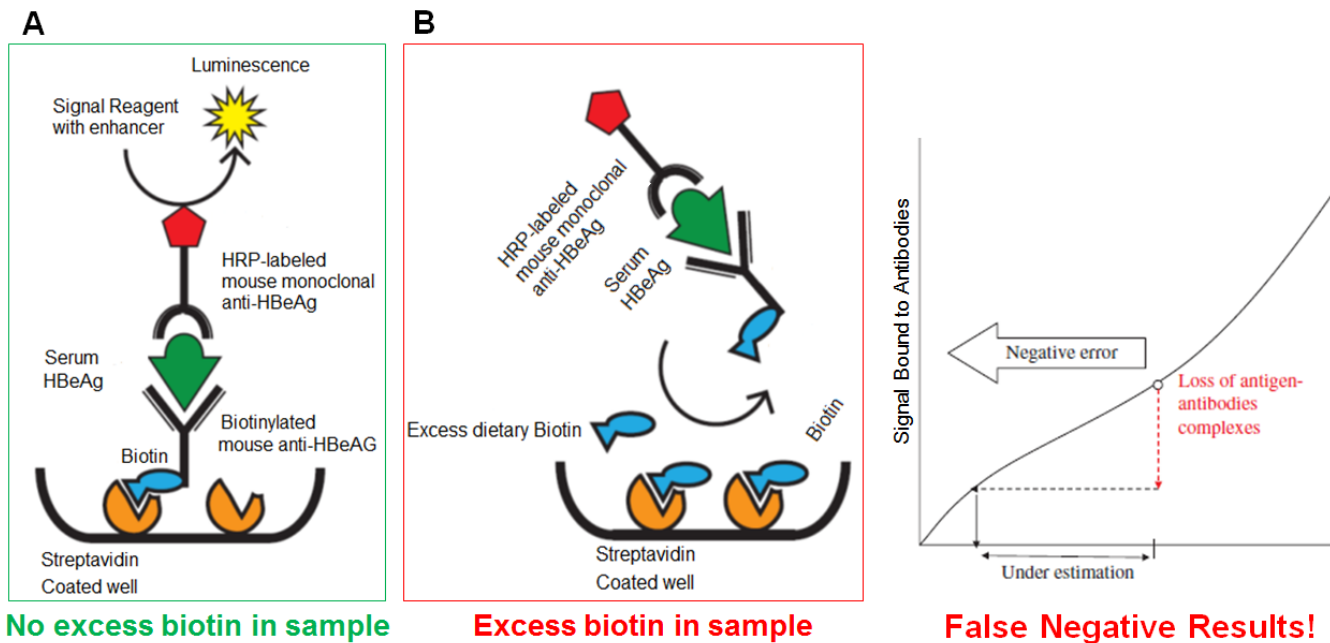 A
Luminescence
Signal Reagent
with enhancer
HRP-labeled
mouse monoclonal
anti-HBeAg
Serum
HBeAg
Biotinylated
mouse anti-HBeAG
Biotin
Streptavidin
Coated well
No excess biotin in sample
B
HRP-labeled
mouse monoclonal
anti-HBeAg
Serum
HBeAg
Excess dietary Biotin
Biotin
Streptavidin
Coated well
Excess biotin in sample
Signal Bound to Antibodies
Negative error
Loss of antigen-
antibodies
complexes
Under estimation
False Negative Results!